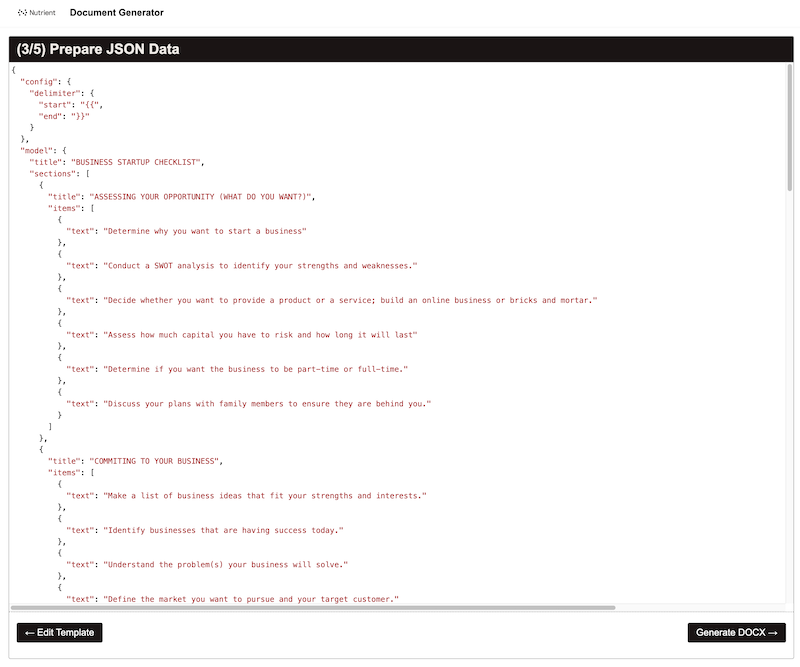 Nutrient Document Generator
(3/5) Prepare JSON Data
{
  "config": {
    "delimiter": {
      "start": "{{",
      "end": "}}"
    }
  },
  "model": {
    "title": "BUSINESS STARTUP CHECKLIST",
    "sections": [
      {
        "title": "ASSESSING YOUR OPPORTUNITY (WHAT DO YOU WANT?)",
        "items": [
          {
            "text": "Determine why you want to start a business"
          },
          {
            "text": "Conduct a SWOT analysis to identify your strengths and weaknesses."
          },
          {
            "text": "Decide whether you want to provide a product or a service; build an online business or bricks and mortar."
          },
          {
            "text": "Assess how much capital you have to risk and how long it will last"
          },
          {
            "text": "Determine if you want the business to be part-time or full-time."
          },
          {
            "text": "Discuss your plans with family members to ensure they are behind you."
          }
        ]
      },
      {
        "title": "COMMITING TO YOUR BUSINESS",
        "items": [
          {
            "text": "Make a list of business ideas that fit your strengths and interests."
          },
          {
            "text": "Identify businesses that are having success today."
          },
          {
            "text": "Understand the problem(s) your business will solve."
          },
          {
            "text": "Define the market you want to pursue and your target customer."
← Edit Template
Generate DOCX →